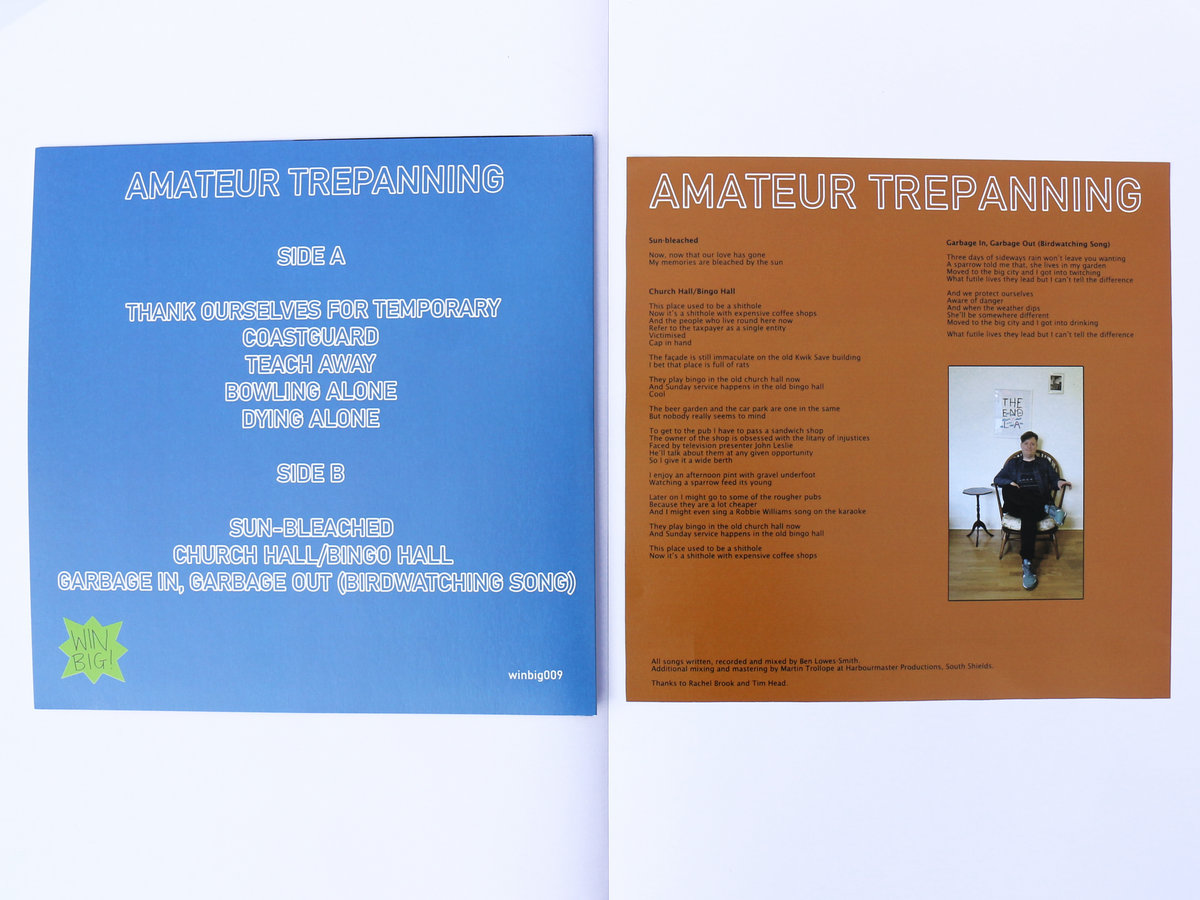 AMATEUR TREPANNING
SIDE A
THANK OURSELVES FOR TEMPORARY
COASTGUARD
TEACH AWAY
BOWLING ALONE
DYING ALONE
SIDE B
SUN-BLEACHED
CHURCH HALL/BINGO HALL
GARBAGE IN, GARBAGE OUT (BIRDWATCHING SONG)
WIN
BIG!
winbig009
AMATEUR TREPANNING
Sun-bleached
Now, now that our love has gone
My memories are bleached by the sun
Church Hall/Bingo Hall
This place used to be a shithole
Now it's a shithole with expensive coffee shops
And the people who live round here now
Refer to the taxpayer as a single entity
Victimised
Cap in hand
The façade is still immaculate on the old Kwik Save building
I bet that place is full of rats
They play bingo in the old church hall now
And Sunday service happens in the old bingo hall
Cool
The beer garden and the car park are one in the same
But nobody really seems to mind
To get to the pub I have to pass a sandwich shop
The owner of the shop is obsessed with the litany of injustices
Faced by television presenter John Leslie
He'll talk about them at any given opportunity
So I give it a wide berth
I enjoy an afternoon pint with gravel underfoot
Watching a sparrow feed its young
Later on I might go to some of the rougher pubs
Because they are a lot cheaper
And I might even sing a Robbie Williams song on the karaoke
They play bingo in the old church hall now
And Sunday service happens in the old bingo hall
This place used to be a shithole
Now it's a shithole with expensive coffee shops
Garbage In, Garbage Out (Birdwatching Song)
Three days of sideways rain won't leave you wanting
A sparrow told me that, she lives in my garden
Moved to the big city and I got into twitching
What futile lives they lead but I can't tell the difference
And we protect ourselves
Aware of danger
And when the weather dips
She'll be somewhere different
Moved to the big city and I got into drinking
What futile lives they lead but I can't tell the difference
THE
END
All songs written, recorded and mixed by Ben Lowes-Smith.
Additional mixing and mastering by Martin Trollope at Harbourmaster Productions, South Shields.
Thanks to Rachel Brook and Tim Head.